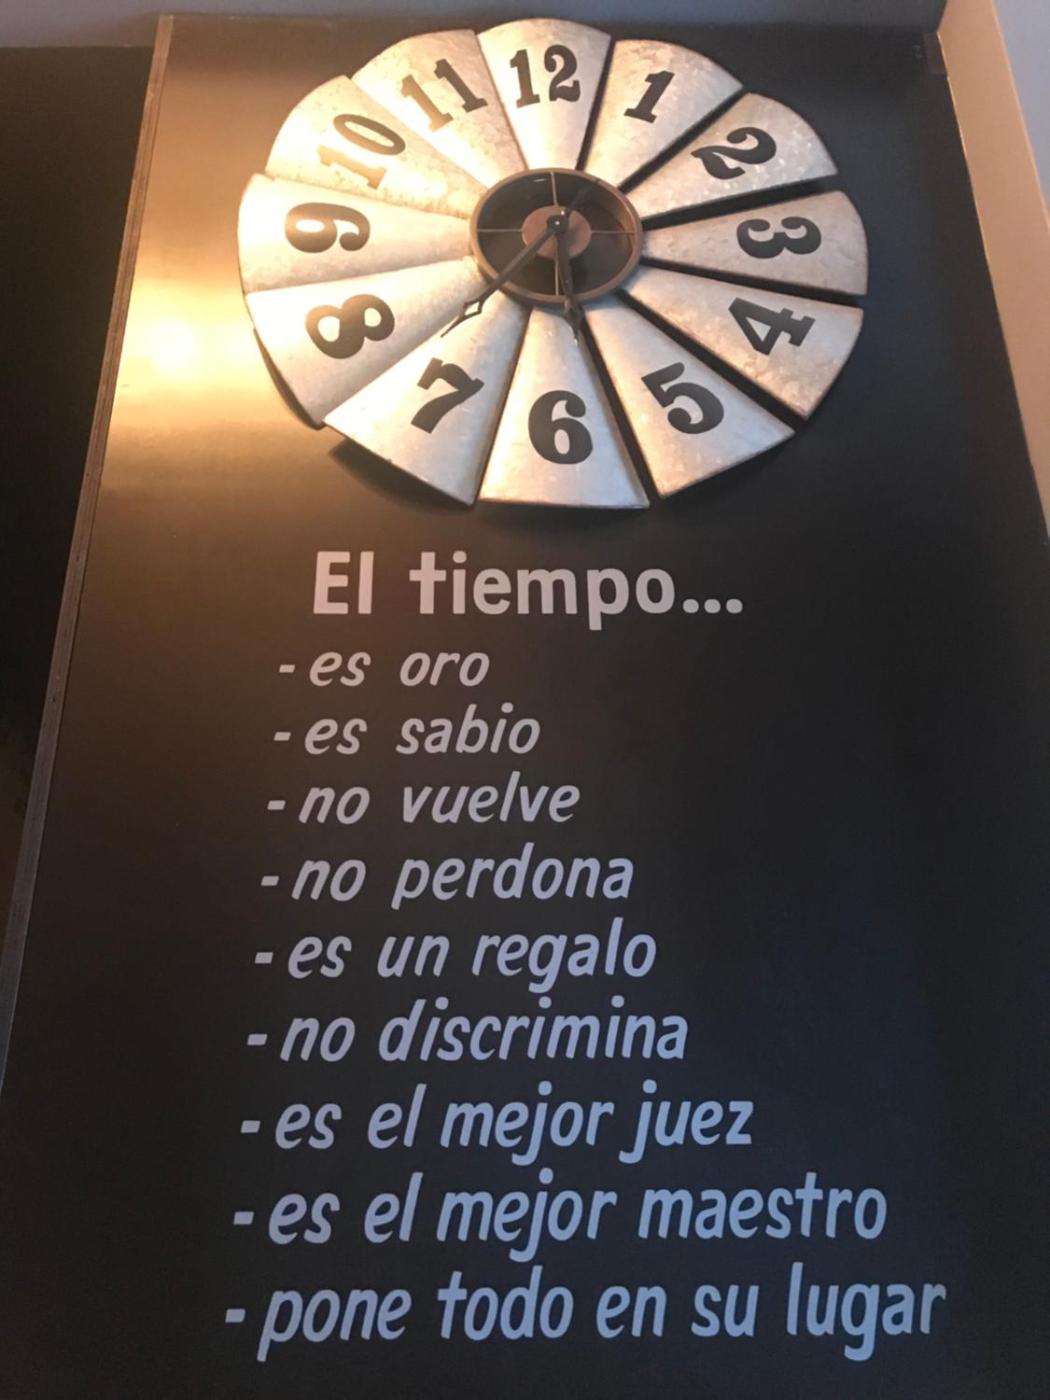 12
1
2
3
4
5
6
7
8
9
10
11
El tiempo...
- es oro
- es sabio
- no vuelve
- no perdona
- es un regalo
- no discrimina
- es el mejor juez
- es el mejor maestro
- pone todo en su lugar